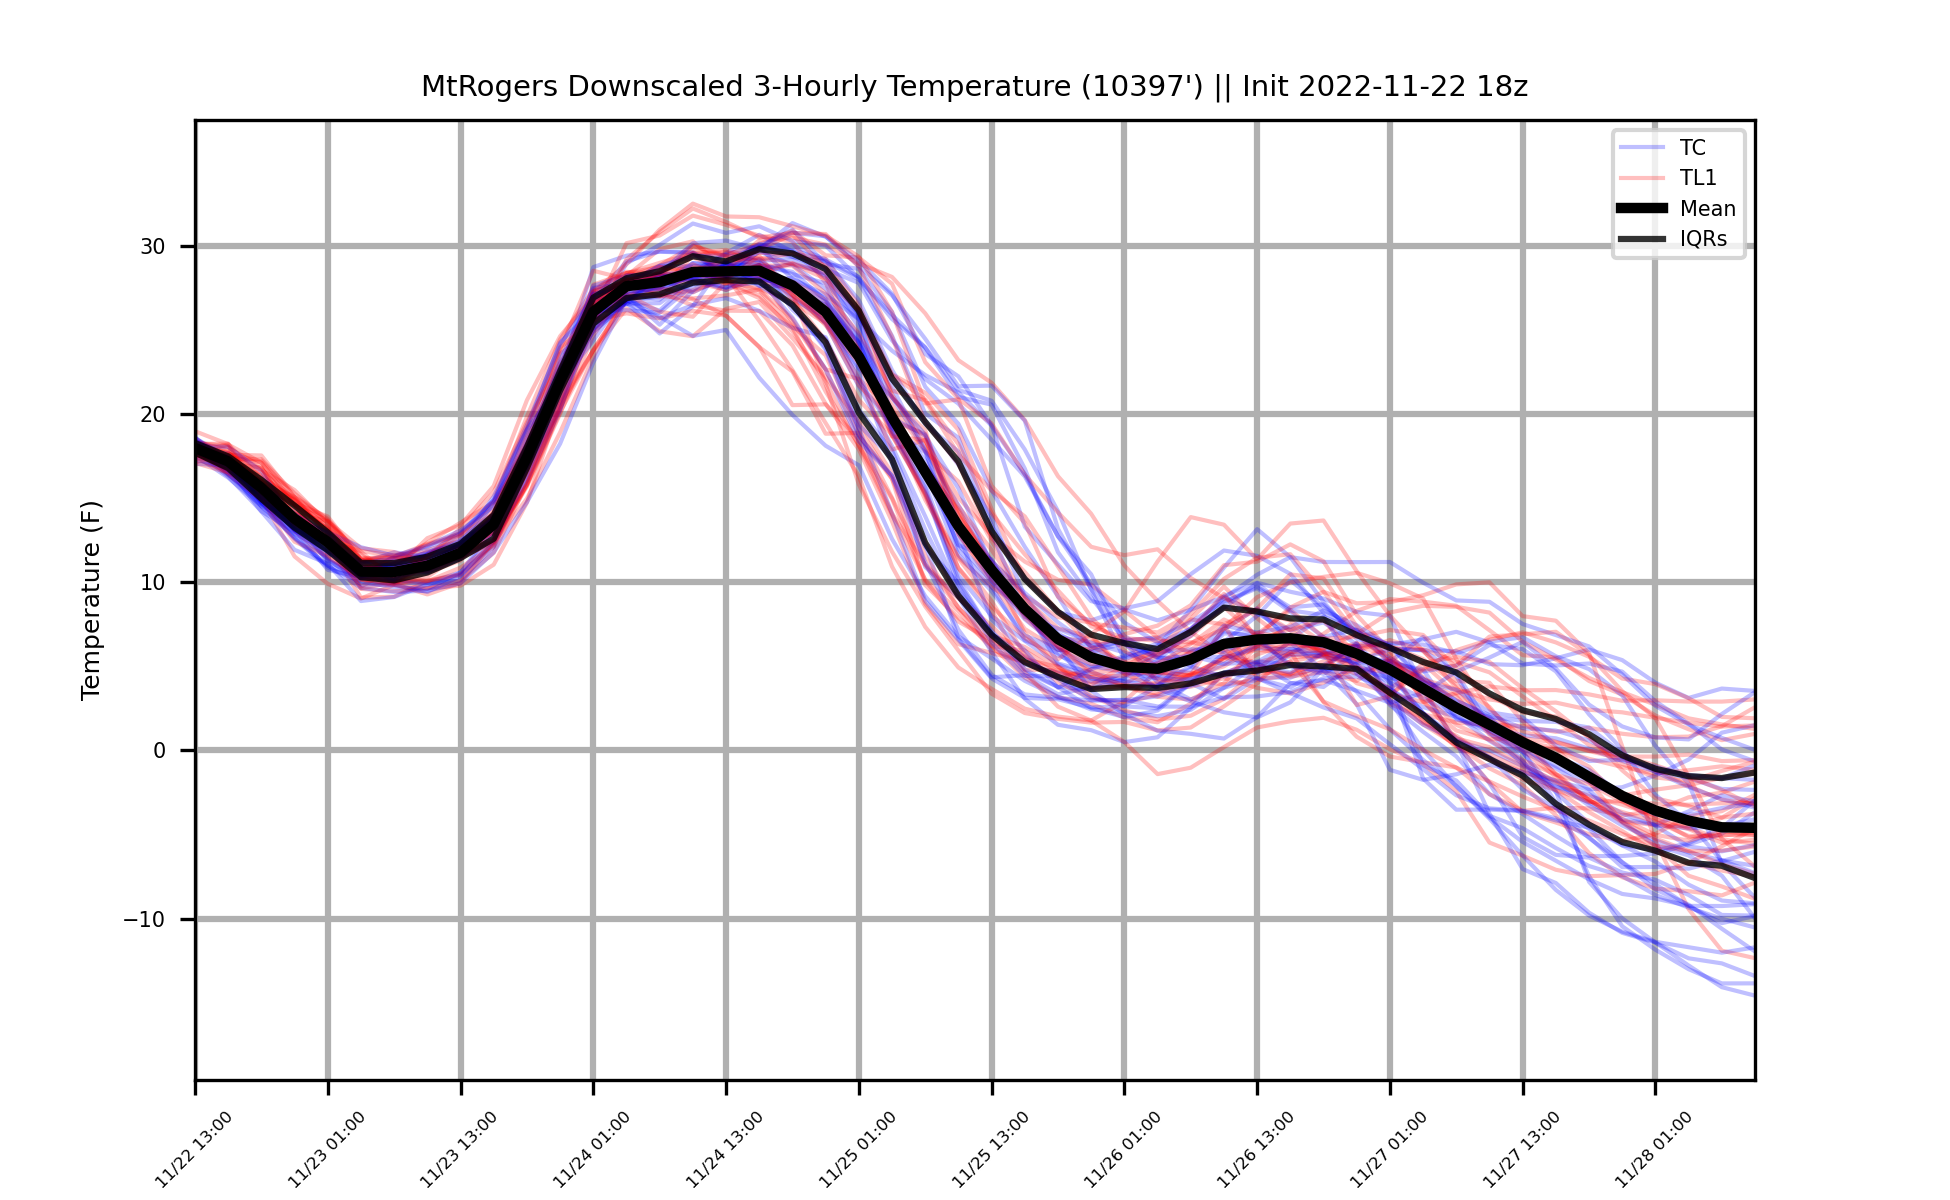 MtRogers Downscaled 3-Hourly Temperature (10397') || Init 2022-11-22 18z
TC
TL1
Mean
IQRs
Temperature (F)
30
20
10
0
−10
11/22 13:00
11/23 01:00
11/23 13:00
11/24 01:00
11/24 13:00
11/25 01:00
11/25 13:00
11/26 01:00
11/26 13:00
11/27 01:00
11/27 13:00
11/28 01:00